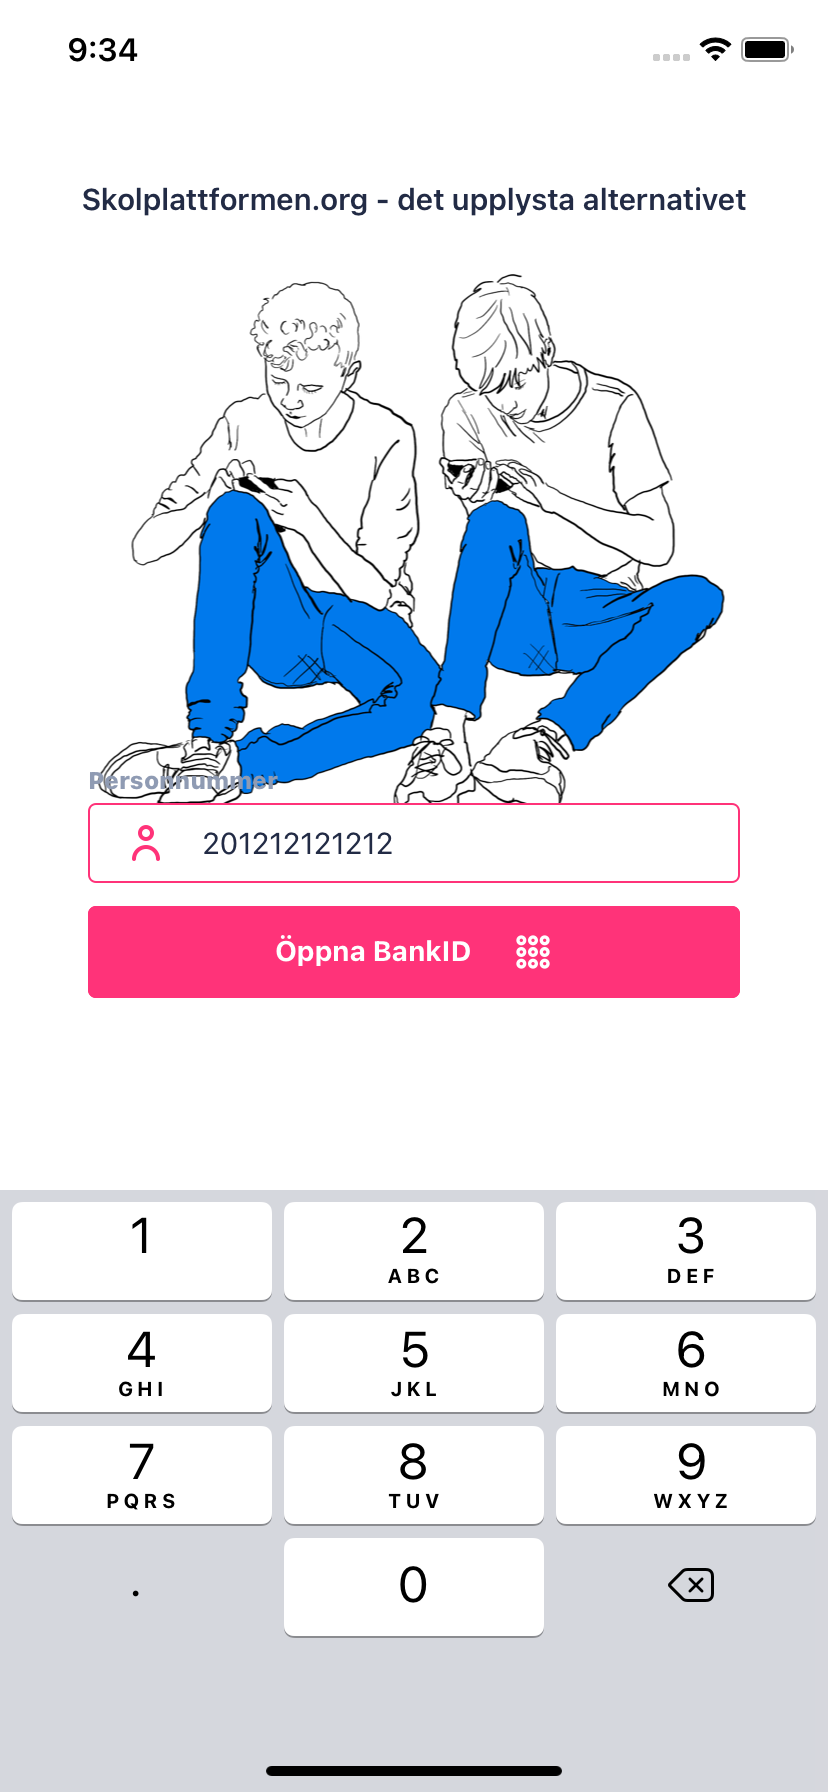 9:34
Skolplattformen.org - det upplysta alternativet
Personnummer
201212121212
Öppna BankID
1
2
ABC
3
DEF
4
GHI
5
JKL
6
MNO
7
PQRS
8
TUV
9
WXYZ
.
0